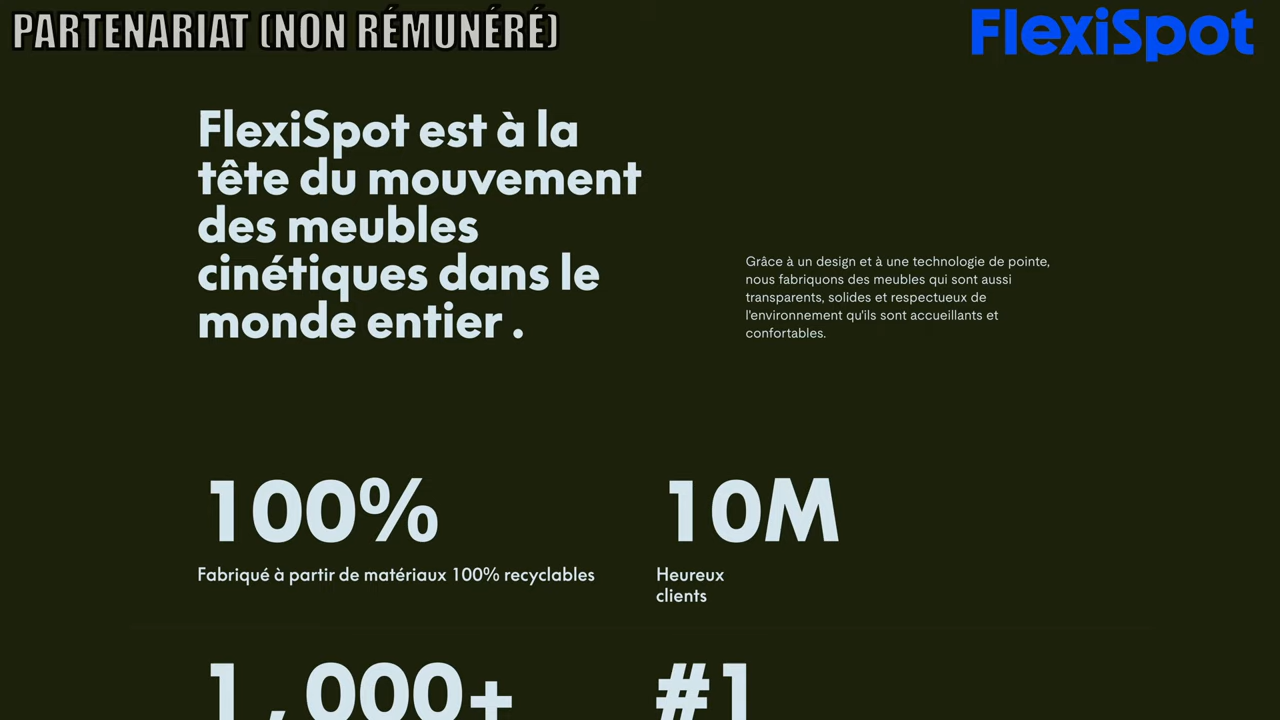 PARTENARIAT (NON RÉMUNÉRÉ)
FlexiSpot
FlexiSpot est à la
tête du mouvement
des meubles
cinétiques dans le
monde entier .
Grâce à un design et à une technologie de pointe,
nous fabriquons des meubles qui sont aussi
transparents, solides et respectueux de
l'environnement qu'ils sont accueillants et
confortables.
100%
Fabriqué à partir de matériaux 100% recyclables
10M
Heureux
clients
1,000+
#1